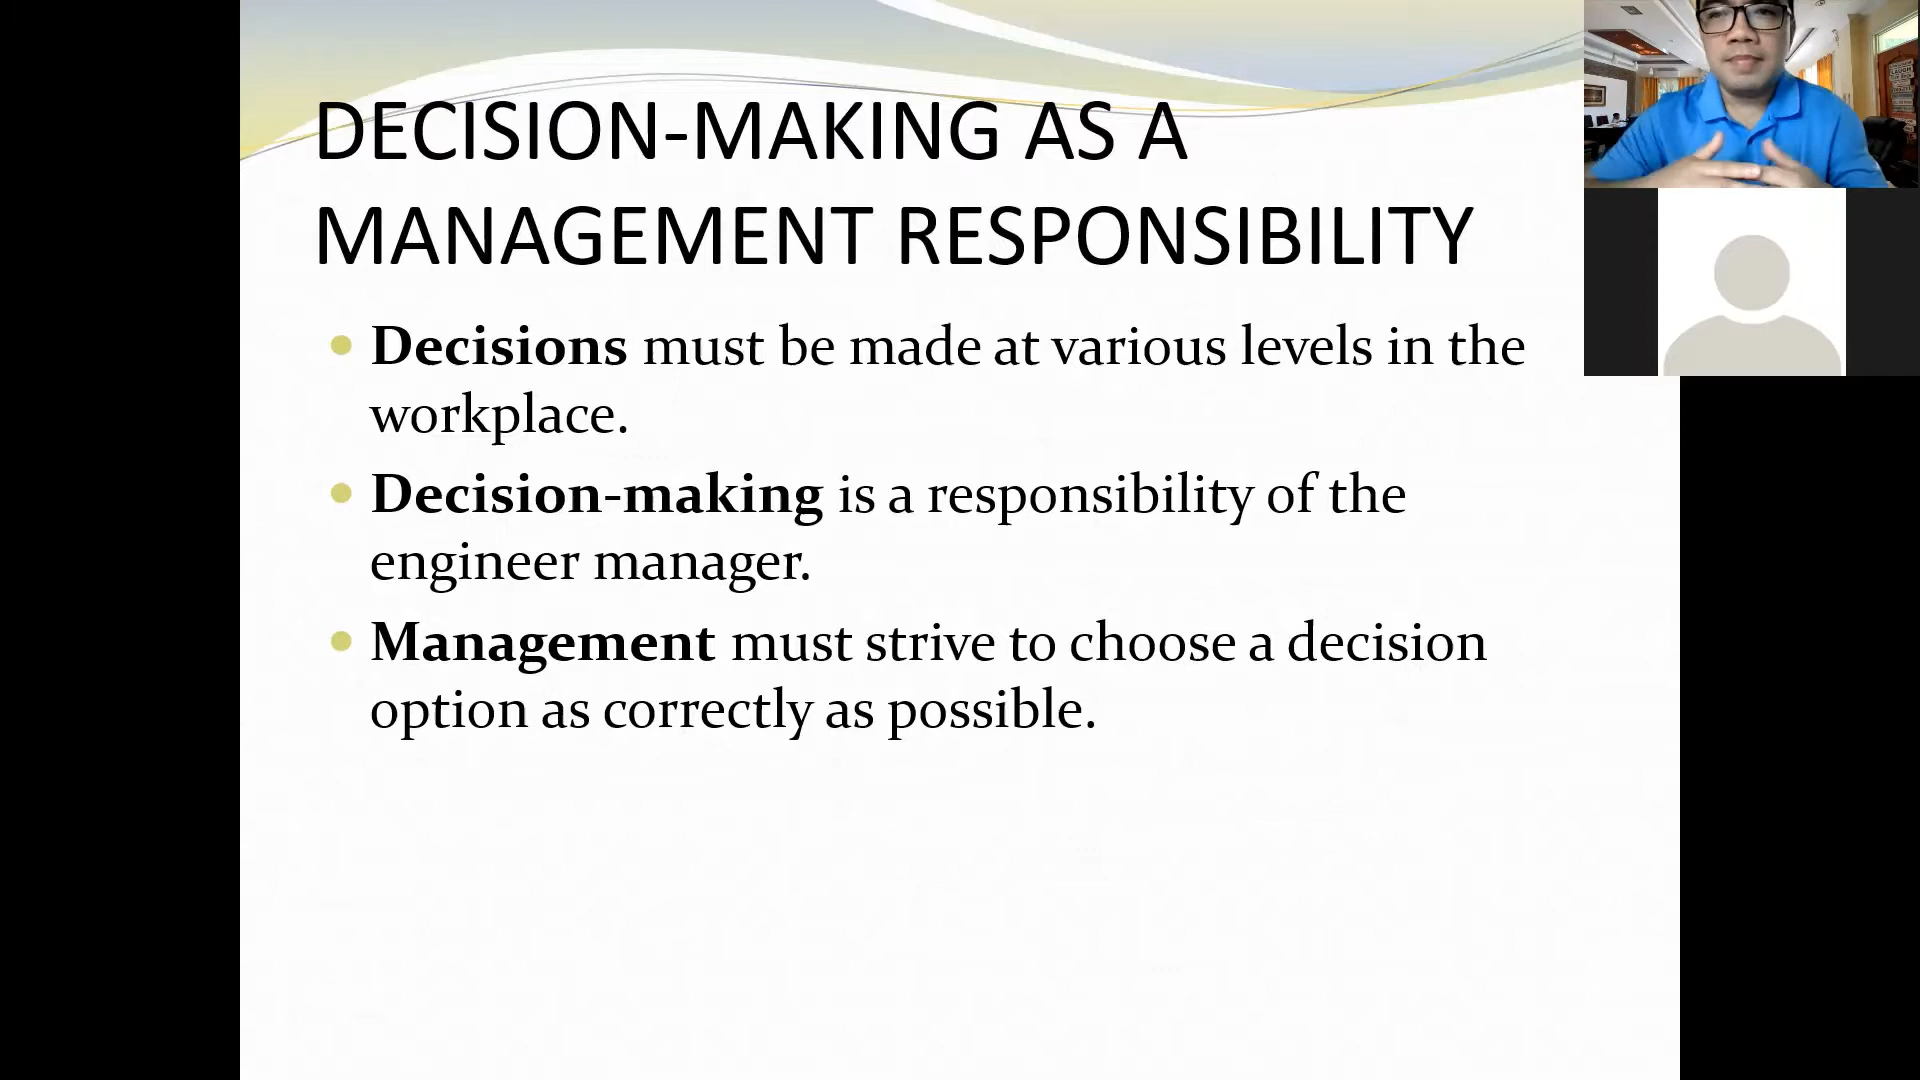 DECISION-MAKING AS A
MANAGEMENT RESPONSIBILITY
Decisions must be made at various levels in the
workplace.
Decision-making is a responsibility of the
engineer manager.
Management must strive to choose a decision
option as correctly as possible.